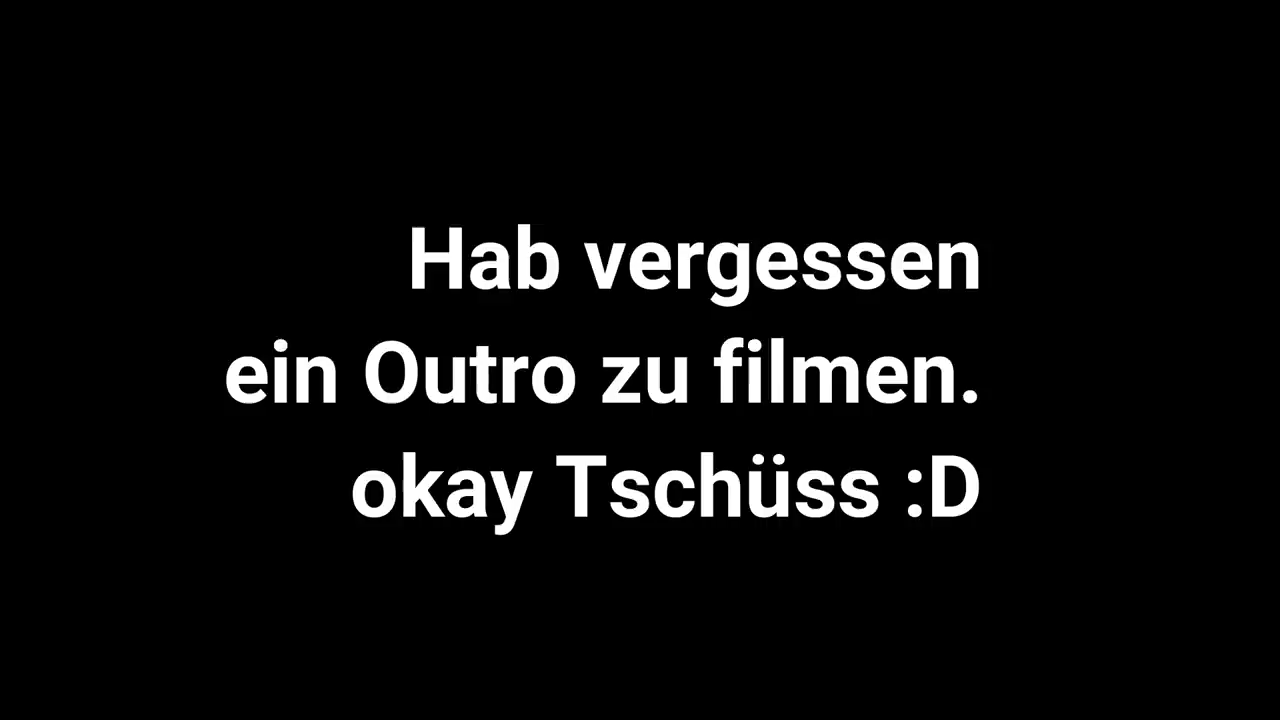 Hab vergessen
ein Outro zu filmen.
okay Tschüss :D